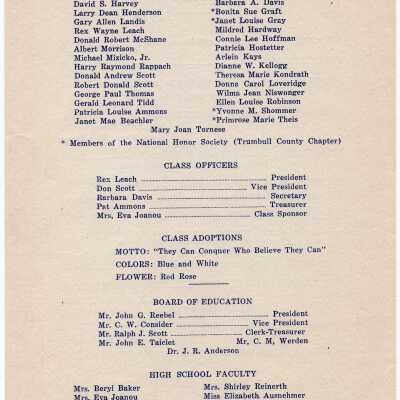 David S. Harvey    Barbara A. Davis
Larry Dean Henderson    *Bonita Sue Graft
Gary Allen Landis    *Janet Louise Gray
Rex Wayne Leach    Mildred Hardway
Donald Robert McShane    Connie Lee Hoffman
Albert Morrison    Patricia Hostetter
Michael Mizicko, Jr.    Arlein Kays
Harry Raymond Rappach    Dianne W. Kellogg
Donald Andrew Scott    Theresa Marie Kondrath
Robert Donald Scott    Donna Carol Loveridge
George Paul Thomas    Wilma Jean Niswonger
Gerald Leonard Tidd    Ellen Louise Robinson
Patricia Louise Ammons    *Yvonne M. Shommer
Janet Mae Beachler    *Primrose Marie Theis
Mary Joan Tornese
* Members of the National Honor Society (Trumbull County Chapter)
CLASS OFFICERS
Rex Leach    President
Don Scott    Vice President
Barbara Davis    Secretary
Pat Ammons    Treasurer
Mrs, Eva Joanou    Class Sponsor
CLASS ADOPTIONS
MOTTO: "They Can Conquer Who Believe They Can"
COLORS: Blue and White
FLOWER: Red Rose
BOARD OF EDUCATION
Mr. John G. Reebel    President
Mr. C. W. Consider    Vice President
Mr. Ralph J. Scott    Clerk-Treasurer
Mr. John E. Taiclet    Mr, C. M, Werden
Dr. J. R. Anderson
HIGH SCHOOL FACULTY
Mrs. Beryl Baker    Mrs. Shirley Reinerth
Mrs. Eva Joanou    Miss Elizabeth Ausnehmer